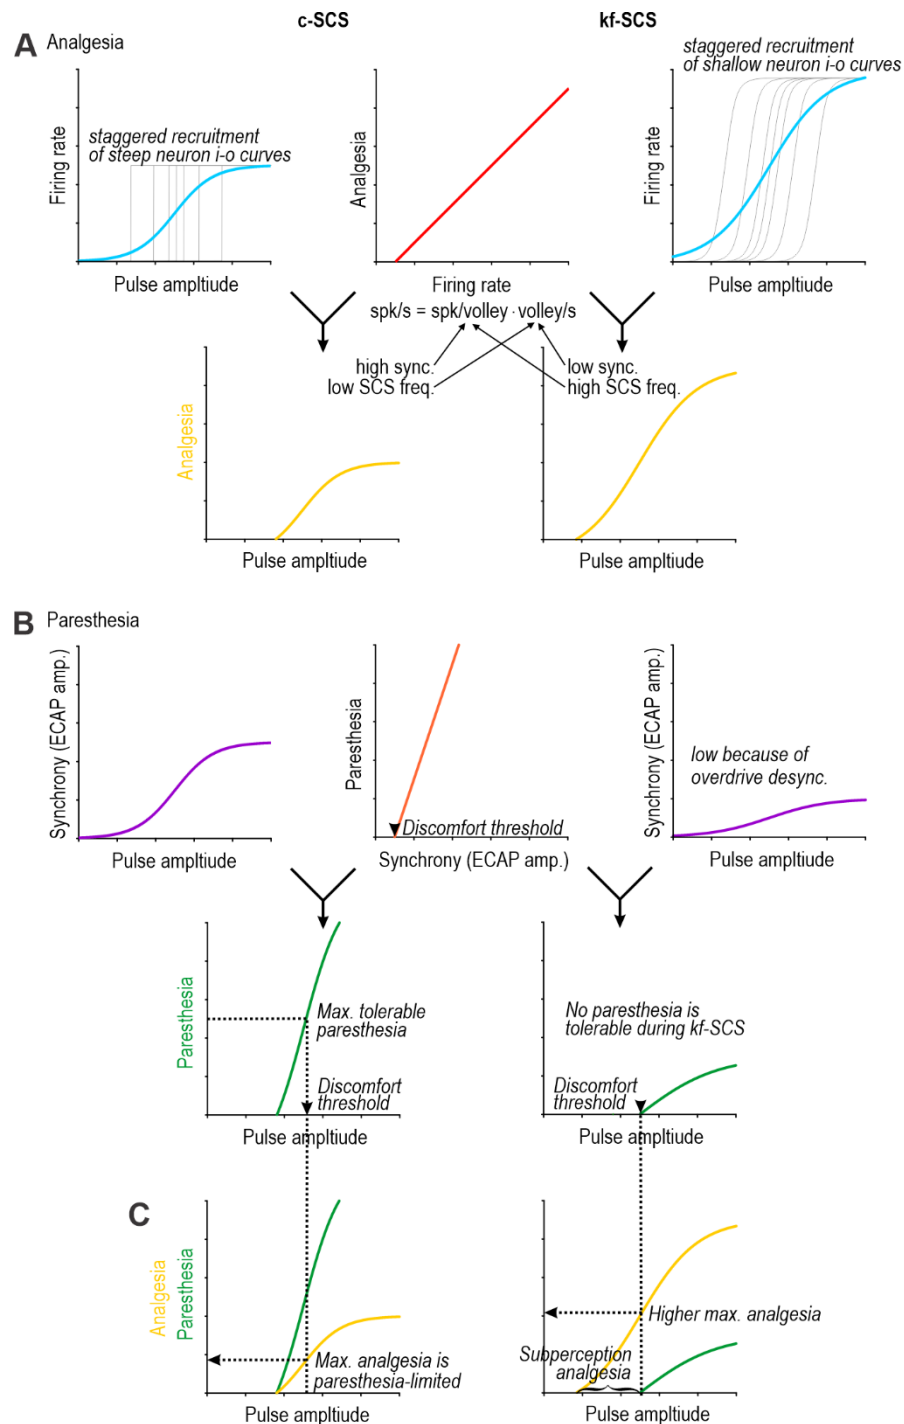 c-SCS
kf-SCS
A Analgesia
staggered recruitment
of steep neuron i-o curves
Firing rate
Pulse ampltiude
Analgesia
Firing rate
staggered recruitment
of shallow neuron i-o curves
Firing rate
Pulse ampltiude
spk/s = spk/volley · volley/s
high sync.
low SCS freq.
low sync.
high SCS freq.
Analgesia
Pulse ampltiude
Pulse ampltiude
B Paresthesia
Synchrony (ECAP amp.)
Pulse ampltiude
Paresthesia
Discomfort threshold
Synchrony (ECAP amp.)
Synchrony (ECAP amp.)
low because of
overdrive desync.
Pulse ampltiude
Paresthesia
Max. tolerable
paresthesia
Discomfort
threshold
Pulse ampltiude
No paresthesia is
tolerable during kf-SCS
Discomfort
threshold
Pulse ampltiude
C
Analgesia
Paresthesia
Max. analgesia is
paresthesia-limited
Pulse ampltiude
Higher max. analgesia
Subperception
analgesia
Pulse ampltiude